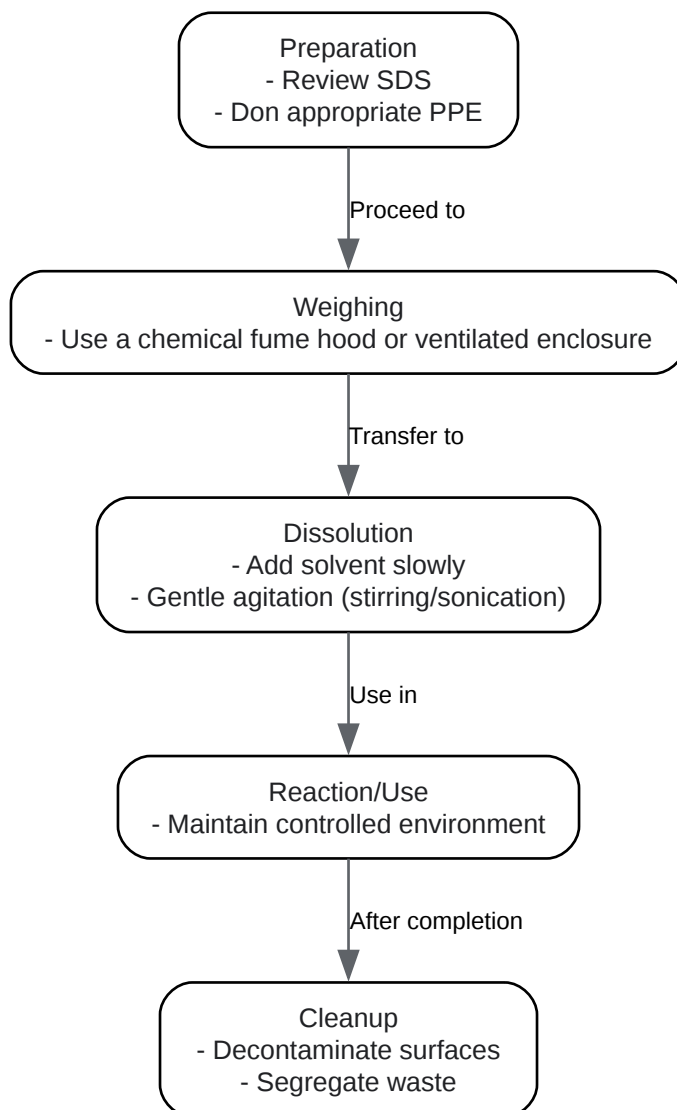 Preparation
- Review SDS
- Don appropriate PPE
Proceed to
Weighing
- Use a chemical fume hood or ventilated enclosure
Transfer to
Dissolution
- Add solvent slowly
- Gentle agitation (stirring/sonication)
Use in
Reaction/Use
- Maintain controlled environment
After completion
Cleanup
- Decontaminate surfaces
- Segregate waste